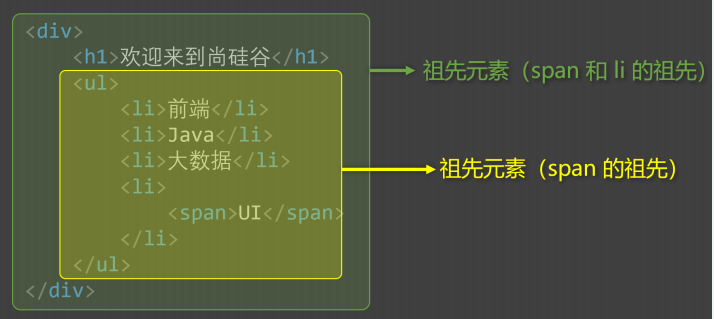 <div>
<h1>欢迎来到尚硅谷</h1>
祖先元素（span 和 li 的祖先）
<ul>
<li>前端</li>
<li>Java</li>
<li>大数据</li>
祖先元素（span 的祖先）
<li>
<span>UI</span>
</li>
</ul>
</div>